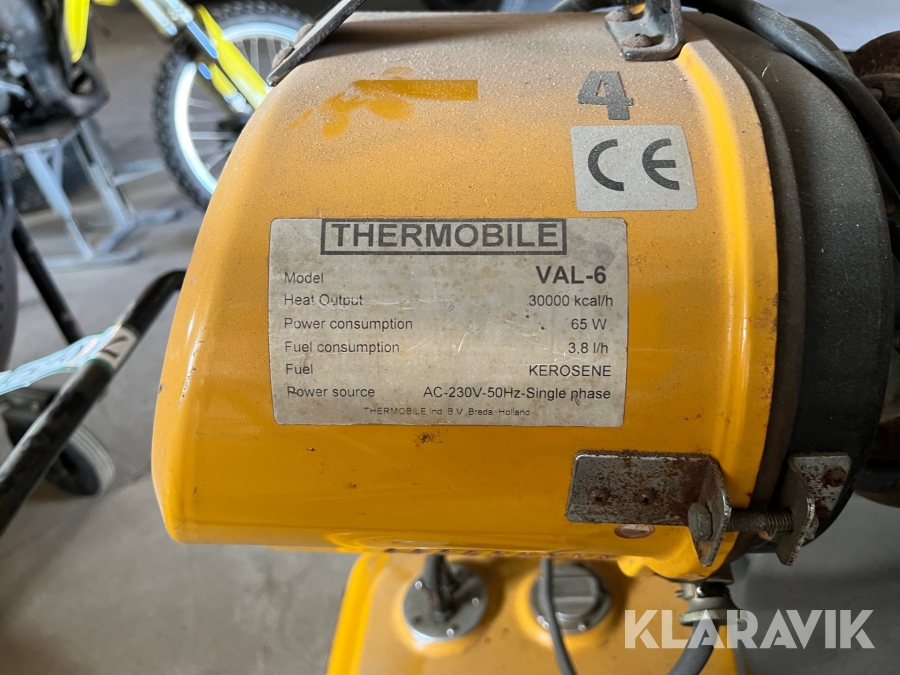 4
CE
THERMOBILE
Model VAL-6
Heat Output 30000 kcal/h
Power consumption 65 W
Fuel consumption 3,8 l/h
Fuel KEROSENE
Power source AC-230V-50Hz-Single phase
THERMOBILE Ind. B.V. Breda, Holland
KLARAVIK